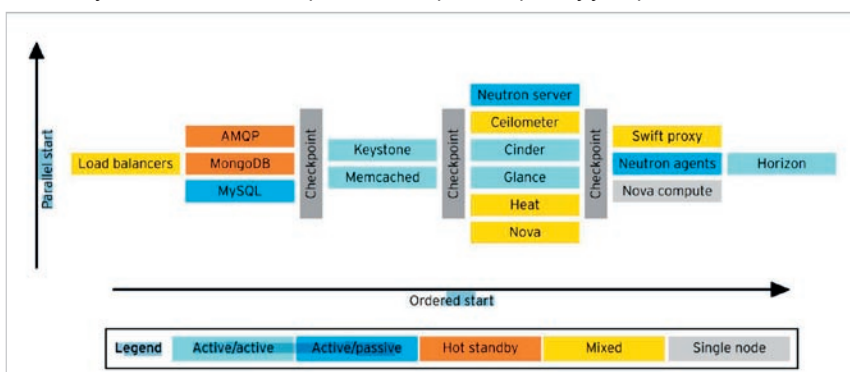 Parallel start
Load balancers
AMQP
MongoDB
MySQL
Checkpoint
Keystone
Memcached
Checkpoint
Neutron server
Ceilometer
Cinder
Glance
Heat
Nova
Checkpoint
Swift proxy
Neutron agents
Nova compute
Horizon
Ordered start
Legend Active/active Active/passive Hot standby Mixed Single node